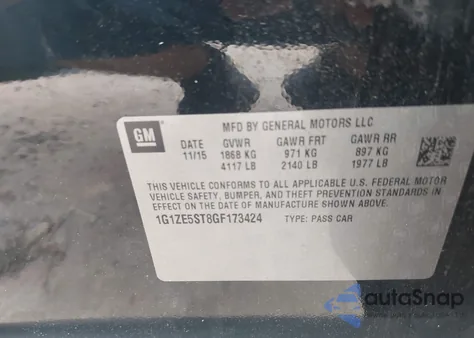 GM
MFD BY GENERAL MOTORS LLC
DATE GVWR GAWR FRT GAWR RR
11/15 1868 KG 971 KG 897 KG
4117 LB 2140 LB 1977 LB
THIS VEHICLE CONFORMS TO ALL APPLICABLE U.S. FEDERAL MOTOR
VEHICLE SAFETY, BUMPER, AND THEFT PREVENTION STANDARDS IN
EFFECT ON THE DATE OF MANUFACTURE SHOWN ABOVE.
1G1ZE5ST8GF173424 TYPE: PASS CAR
autoSnap